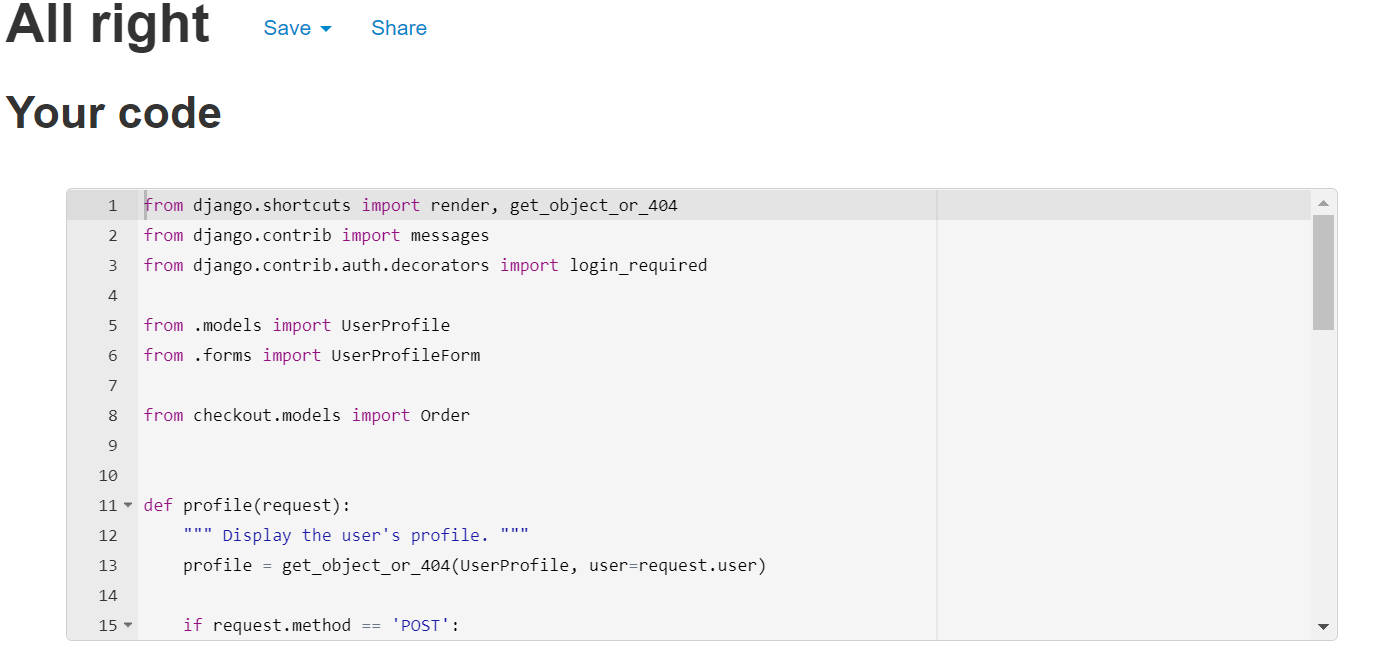 All right Save Share
Your code
1 from django.shortcuts import render, get_object_or_404
2 from django.contrib import messages
3 from django.contrib.auth.decorators import login_required
4
5 from .models import UserProfile
6 from .forms import UserProfileForm
7
8 from checkout.models import Order
9
10
11 def profile(request):
12     """ Display the user's profile. """
13     profile = get_object_or_404(UserProfile, user=request.user)
14
15     if request.method == 'POST':